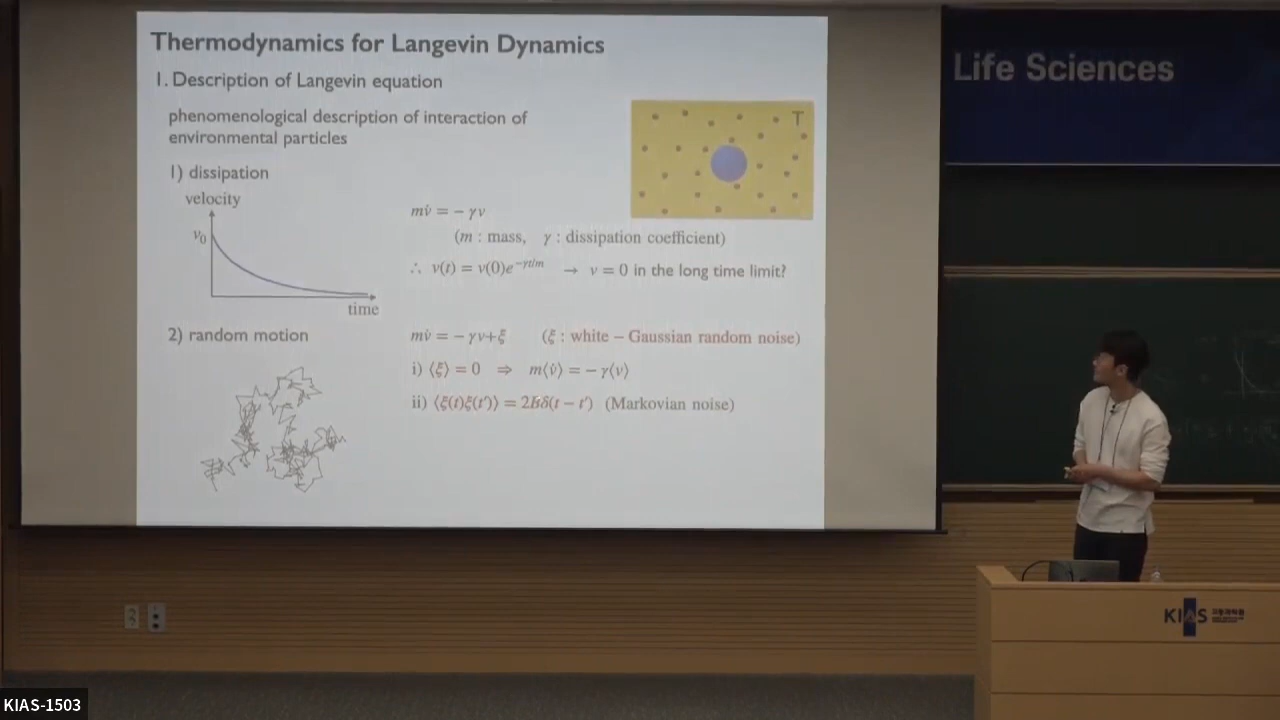 Thermodynamics for Langevin Dynamics
1. Description of Langevin equation
phenomenological description of interaction of
environmental particles
T
1) dissipation
velocity
v₀
time
mv̇ = − γv
(m : mass, γ : dissipation coefficient)
∴ v(t) = v(0)e^{−γt/m} → v = 0 in the long time limit?
2) random motion
mv̇ = − γv+ξ (ξ : white − Gaussian random noise)
i) ⟨ξ⟩ = 0 ⇒ m⟨v̇⟩ = − γ⟨v⟩
ii) ⟨ξ(t)ξ(t′)⟩ = 2Bδ(t − t′) (Markovian noise)
Life Sciences
KIAS
KIAS-1503